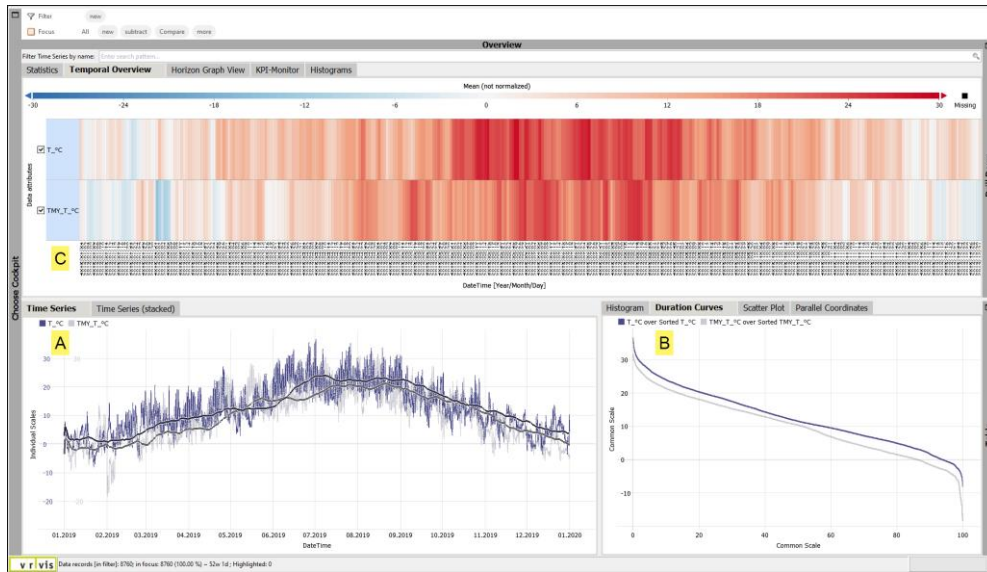 Filter new
Focus All new subtract Compare more
Overview
Filter Time Series by name: Enter search pattern...
Statistics Temporal Overview Horizon Graph View KPI-Monitor Histograms
Mean (not normalized)
-30 -24 -18 -12 -6 0 6 12 18 24 30 Missing
Data attributes
T_°C
TMY_T_°C
C
DateTime [Year/Month/Day]
Choose Cockpit
Time Series Time Series (stacked)
T_°C TMY_T_°C
A
Individual Scales
30 30
20
10
0
-10
-20 -20
01.2019 02.2019 03.2019 04.2019 05.2019 06.2019 07.2019 08.2019 09.2019 10.2019 11.2019 12.2019 01.2020
DateTime
Histogram Duration Curves Scatter Plot Parallel Coordinates
T_°C over Sorted T_°C TMY_T_°C over Sorted TMY_T_°C
B
Common Scale
30
20
10
0
-10
0 20 40 60 80 100
Common Scale
vrvis Data records [in filter]: 8760; in focus: 8760 (100.00 %) ~ 52w 1d; Highlighted: 0